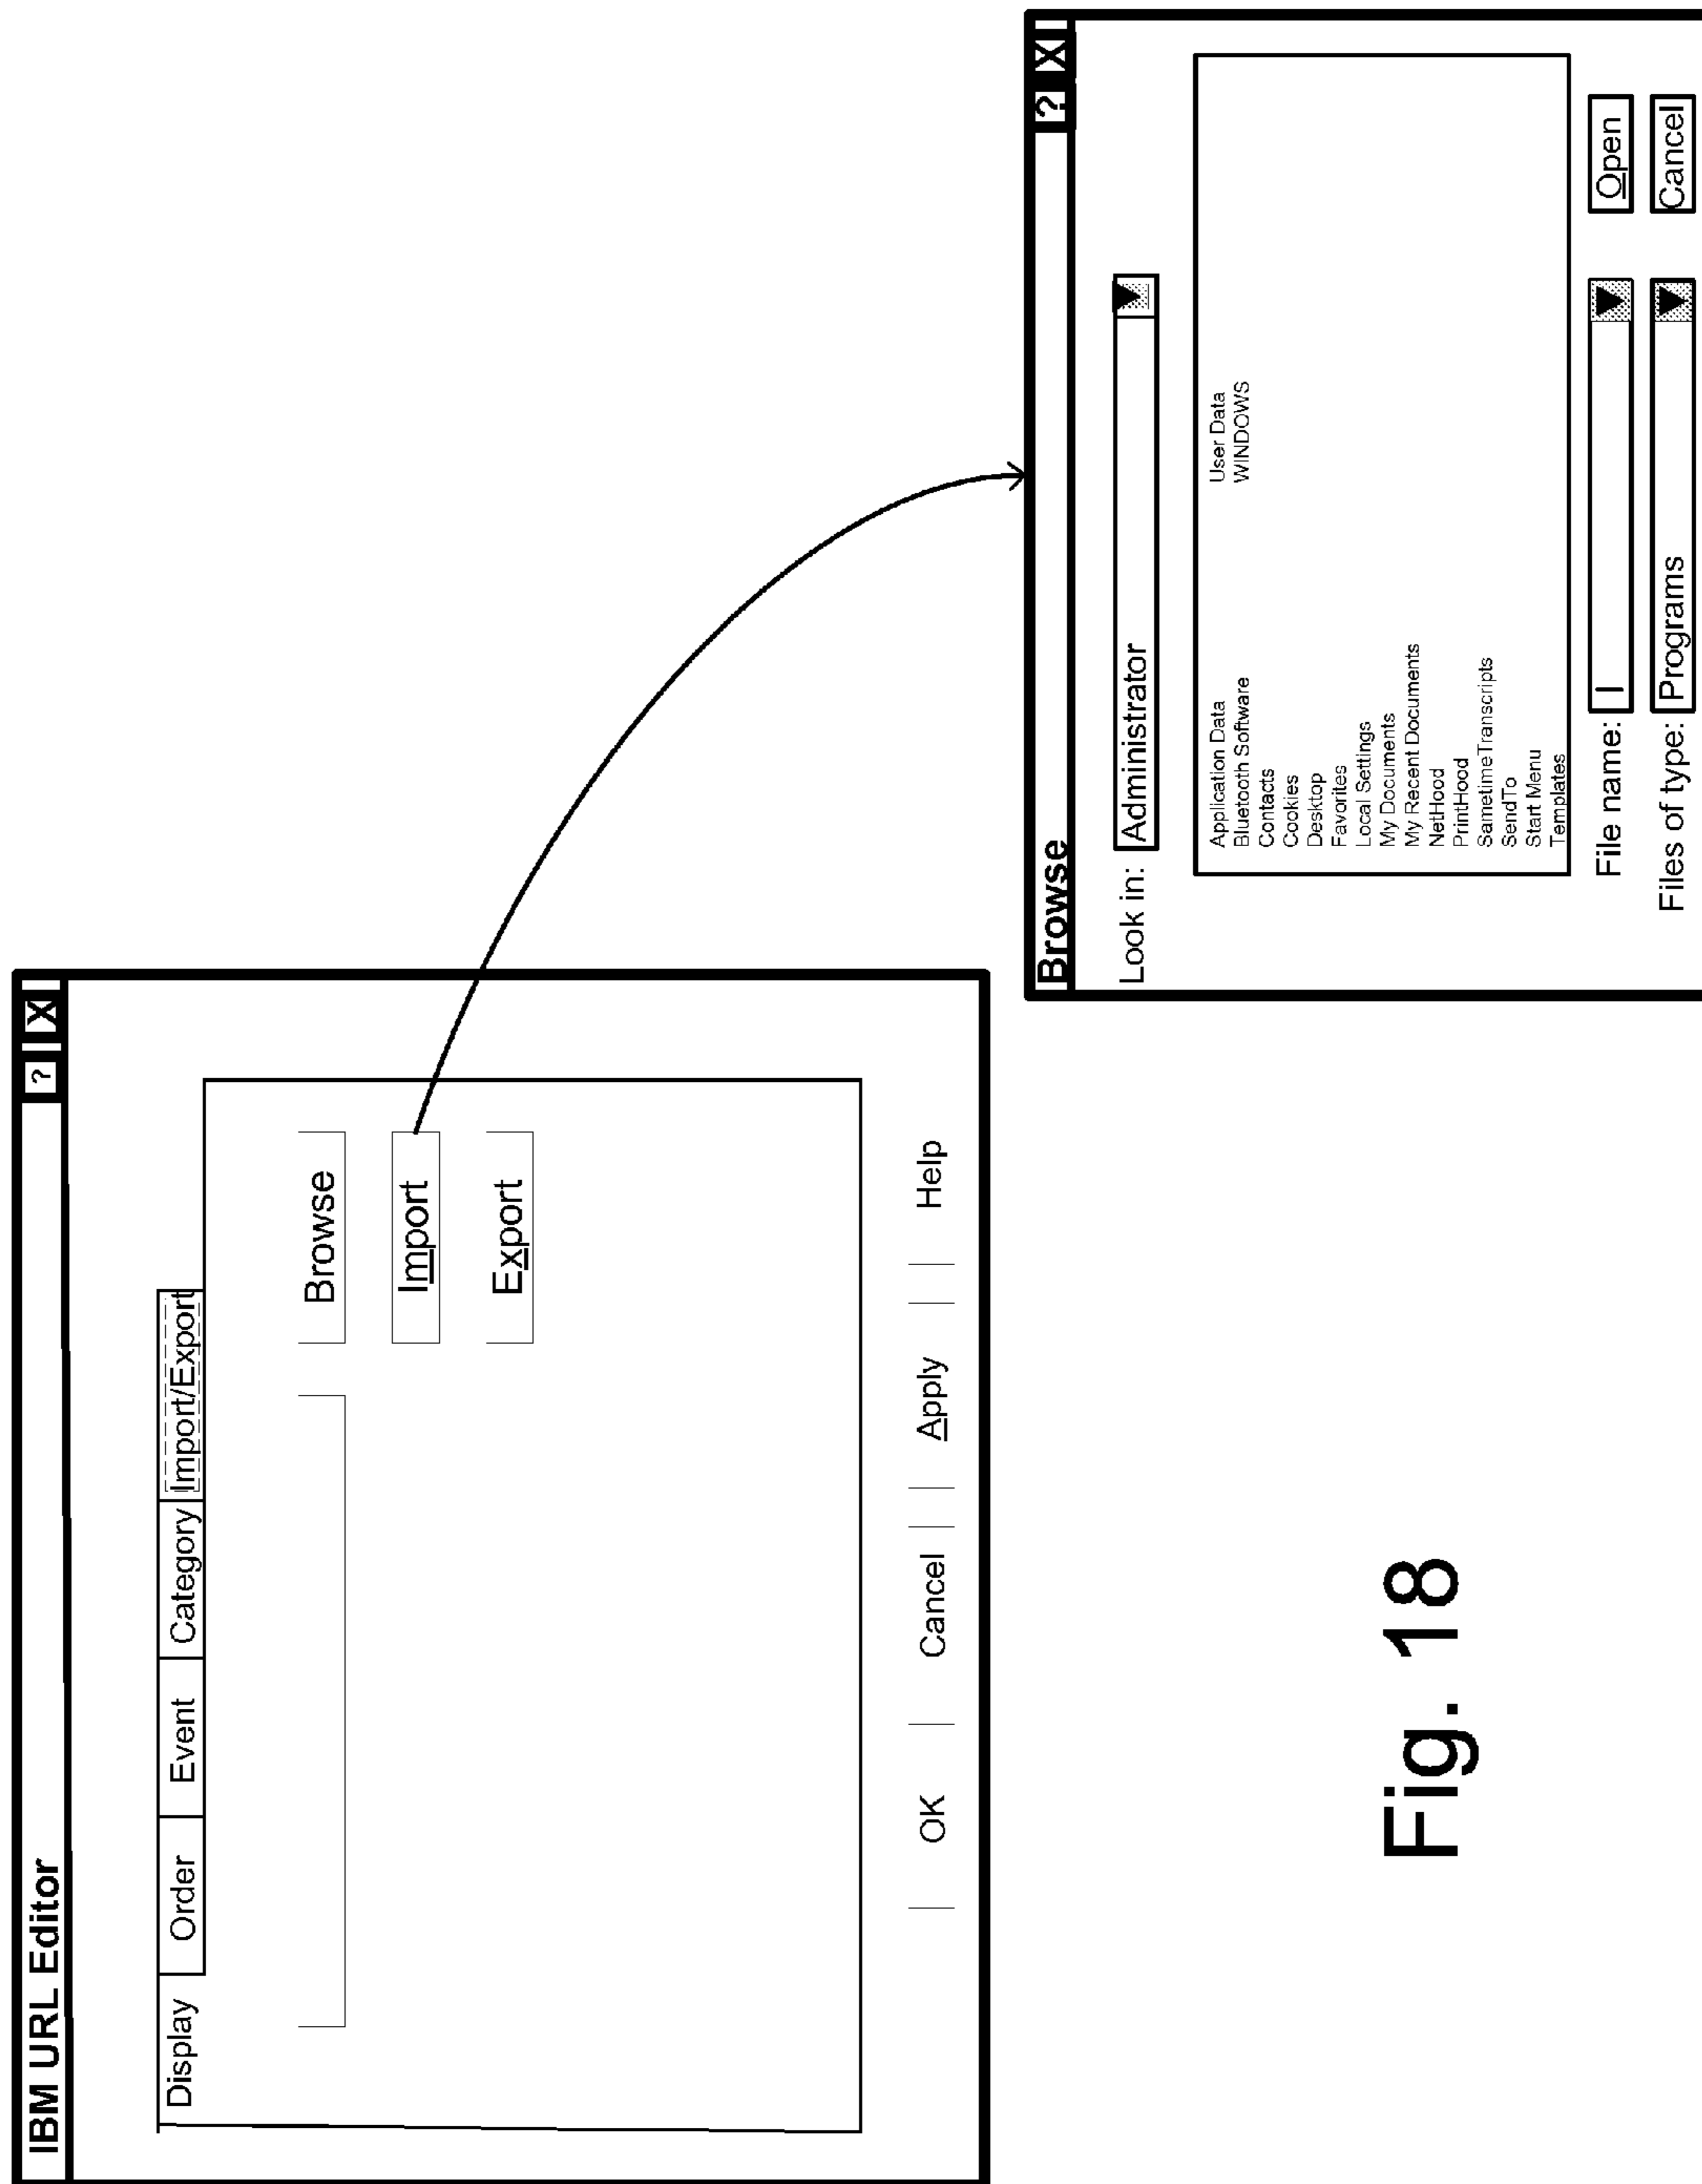 IBM URL Editor ? X
Display Order Event Category Import/Export
Browse
Import
Export
OK Cancel Apply Help
Browse ? X
Look in: Administrator
Application Data User Data
Bluetooth Software WINDOWS
Contacts
Cookies
Desktop
Favorites
Local Settings
My Documents
My Recent Documents
NetHood
PrintHood
SametimeTranscripts
SendTo
Start Menu
Templates
File name: Open
Files of type: Programs Cancel
Fig. 18